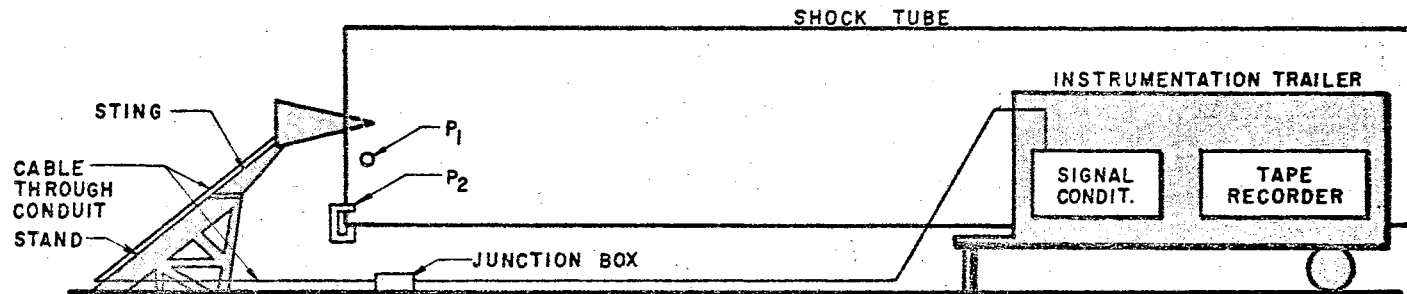 SHOCK TUBE
INSTRUMENTATION TRAILER
STING
P1
CABLE
THROUGH
CONDUIT
P2
SIGNAL
CONDIT.
TAPE
RECORDER
STAND
JUNCTION BOX